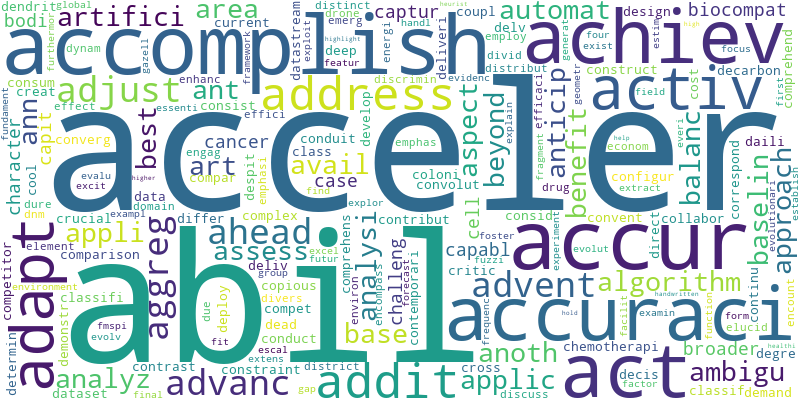 dendrit
global
current
distinct
drone
emerg
handl
coupl
heurist
artifici
area
bodi
furthermor
dynam
captur
energi
highlight
deep
featur
datastream
exploit
deliveri
delv
employ
automat
design
estim
biocompat
high
accomplish
gazell
framework
achiev
four
exist
generat
focus
divid
distribut
evidenc
construct
decarbon
fundament
consum
creat
enhanc
discrimin
first
comprehend
adjust
ant
address
anticip
activ
efficaci
geometr
cost
field
ann
effect
essenti
consist
effici
develop
emphas
explain
aspect
beyond
benefit
fragment
help
econom
everi
balanc
acceler
converg
capit
best
cancer
conduit
engag
class
avail
coloni
convolut
configur
extract
daili
character
evalu
cool
excit
higher
art
compar
despit
emphasi
find
case
drug
correspond
baselin
approach
evolutionari
establish
dure
dnm
exampl
data
domain
crucial
differ
complex
explor
contribut
cell
consid
convent
collabor
experiment
appli
aggreg
ahead
comprehens
analysi
capabl
foster
evolut
direct
accur
competitor
element
comparison
assess
excel
futur
environ
encompass
forecast
challeng
contemporari
critic
fuzzi
adapt
environment
classifi
demonstr
deliv
group
copious
divers
advent
algorithm
continu
encount
fmspi
evolv
due
deploy
compet
base
accuraci
frequenc
handwritten
facilit
examin
function
elucid
fit
dead
hold
abil
determin
contrast
escal
conduct
extens
district
anoth
chemotherapi
form
broader
degre
analyz
constraint
cross
act
decis
ambigu
dataset
final
advanc
gap
addit
applic
discuss
factor
classif
demand
healthi